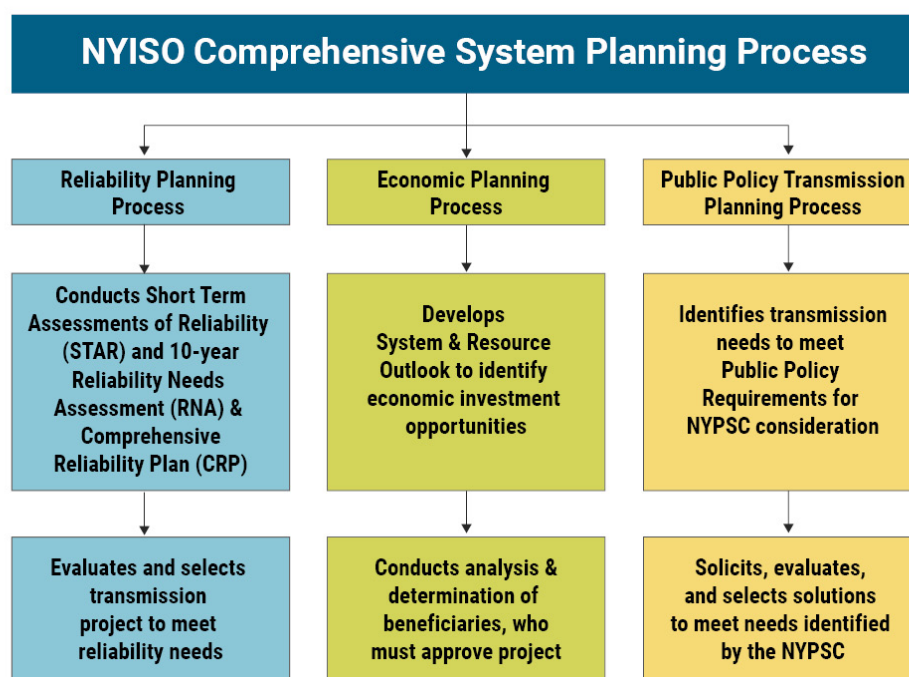 NYISO Comprehensive System Planning Process
Reliability Planning
Process
Economic Planning
Process
Public Policy Transmission
Planning Process
Conducts Short Term
Assessments of Reliability
(STAR) and 10-year
Reliability Needs
Assessment (RNA) &
Comprehensive
Reliability Plan (CRP)
Develops
System & Resource
Outlook to identify
economic investment
opportunities
Identifies transmission
needs to meet
Public Policy
Requirements for
NYPSC consideration
Evaluates and selects
transmission
project to meet
reliability needs
Conducts analysis &
determination of
beneficiaries, who
must approve project
Solicits, evaluates,
and selects solutions
to meet needs identified
by the NYPSC